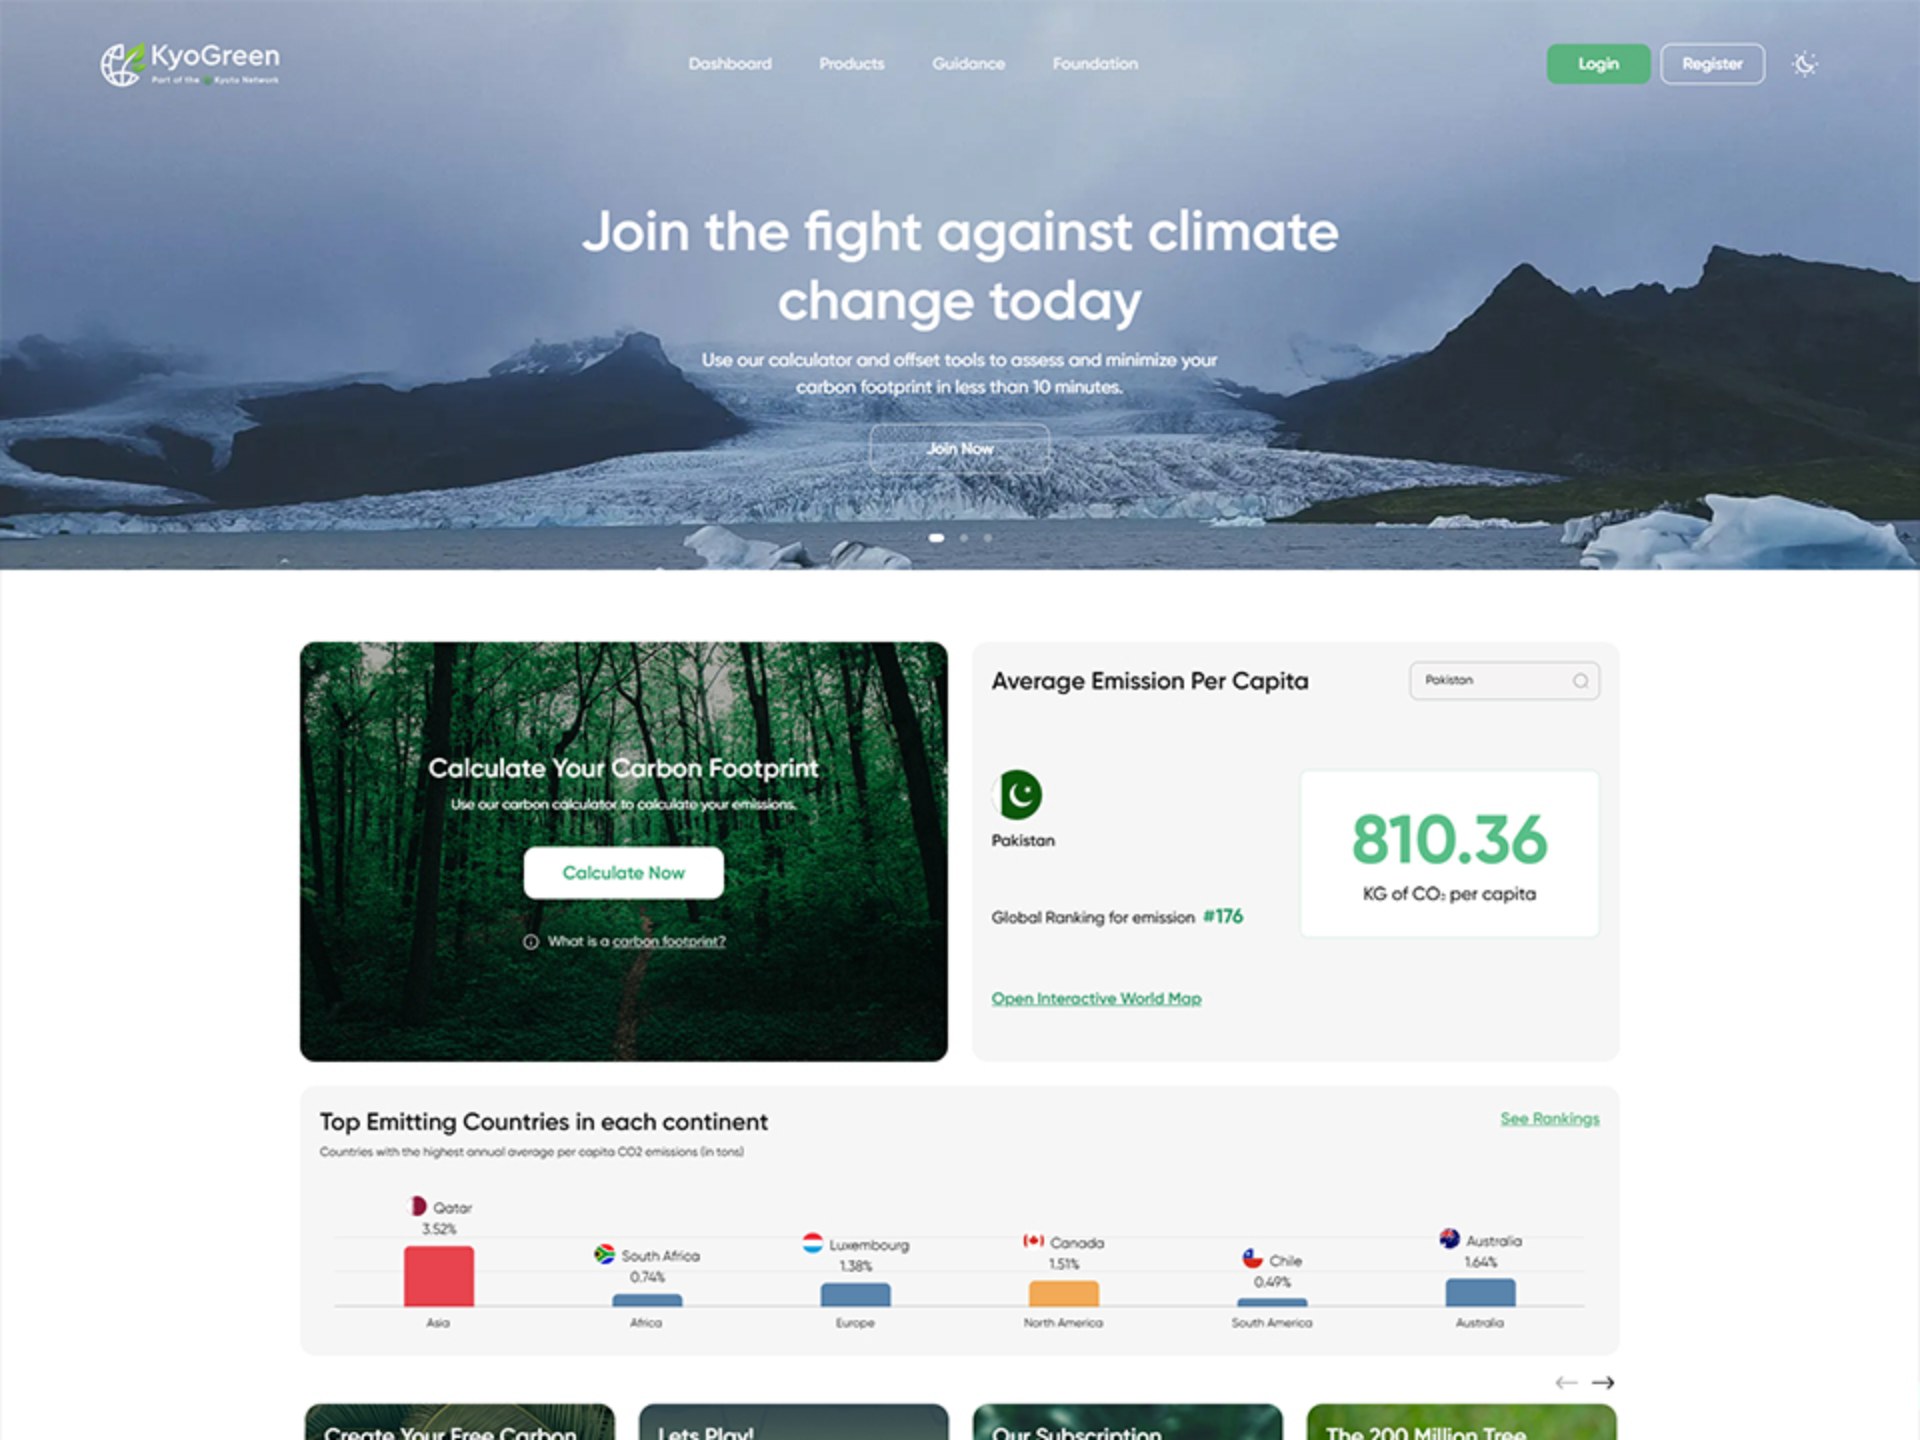 KyoGreen
Part of the Kyoto Network
Dashboard
Products
Guidance
Foundation
Login
Register
Join the fight against climate
change today
Use our calculator and offset tools to assess and minimize your
carbon footprint in less than 10 minutes.
Join Now
Calculate Your Carbon Footprint
Use our carbon calculator to calculate your emissions.
Calculate Now
What is a carbon footprint?
Average Emission Per Capita
Pakistan
Pakistan
810.36
KG of CO₂ per capita
Global Ranking for emission #176
Open Interactive World Map
Top Emitting Countries in each continent
See Rankings
Countries with the highest annual average per capita CO2 emissions (in tons)
Qatar
3.52%
South Africa
0.74%
Luxembourg
1.38%
Canada
1.51%
Chile
0.49%
Australia
1.64%
Asia
Africa
Europe
North America
South America
Australia
Create Your Free Carbon
Lets Play!
Our Subscription
The 200 Million Tree